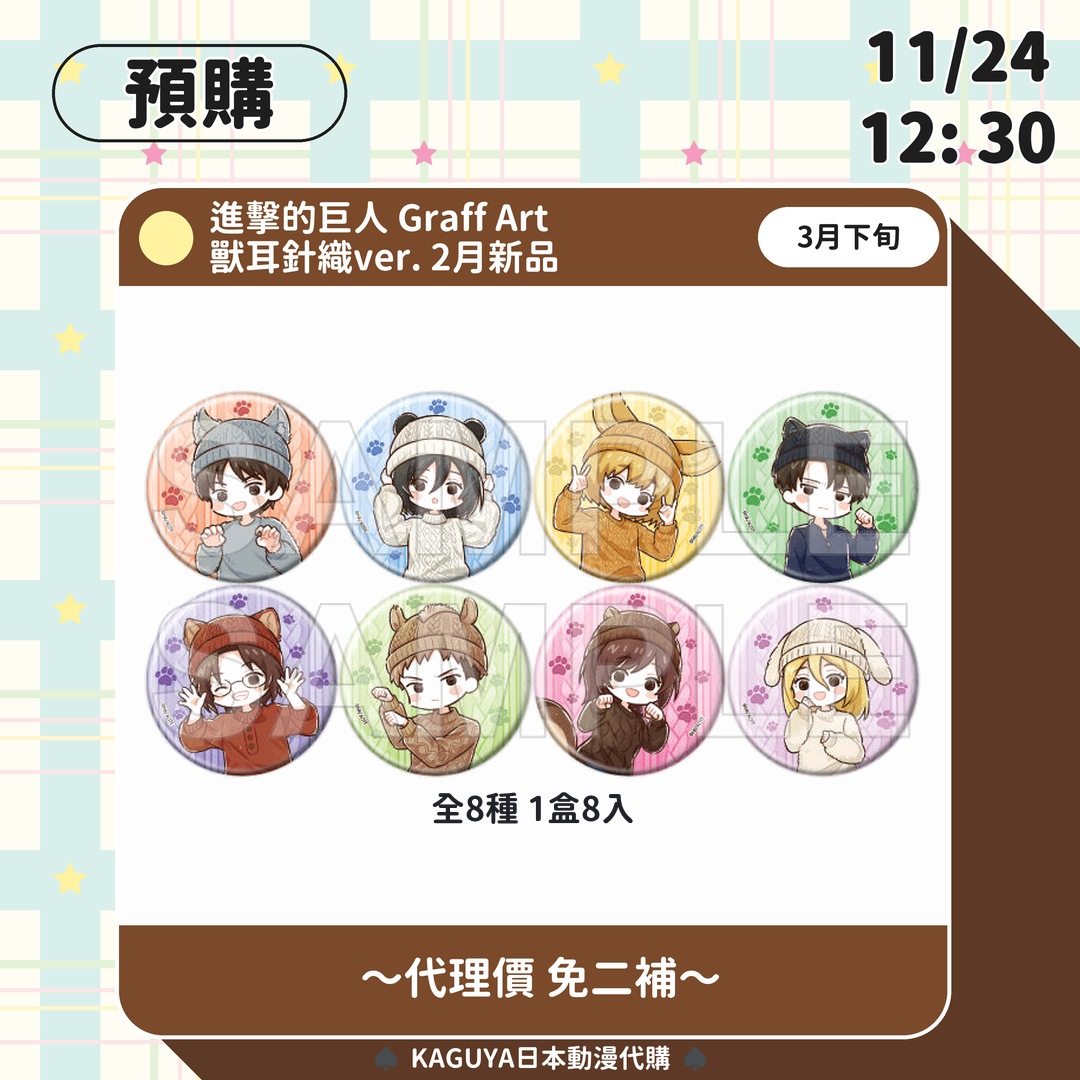 預購
11/24
12:30
進擊的巨人 Graff Art
獸耳針織ver. 2月新品
3月下旬
SAMPLE
SAMPLE
全8種 1盒8入
～代理價 免二補～
♠ KAGUYA日本動漫代購 ♠